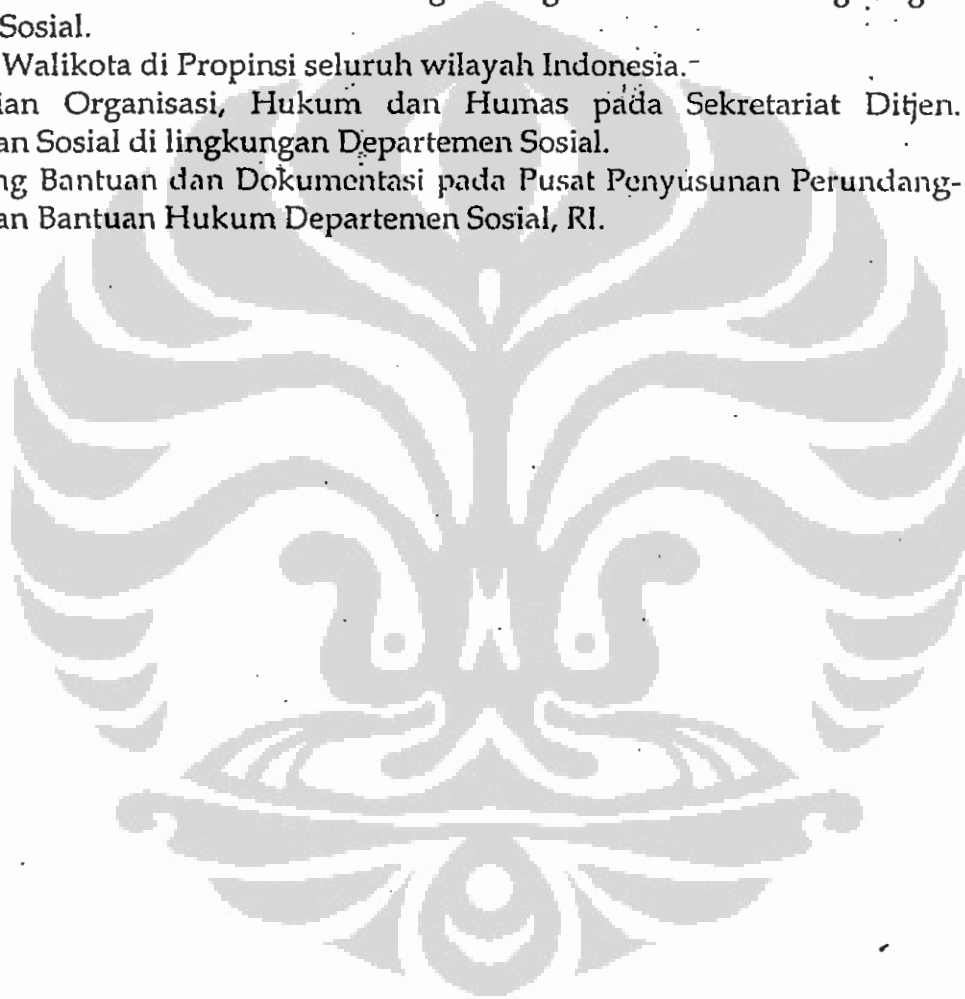 Sosial.
Walikota di Propinsi seluruh wilayah Indonesia.-
ian Organisasi, Hukum dan Humas pada Sekretariat Ditjen.
an Sosial di lingkungan Departemen Sosial.
ng Bantuan dan Dokumentasi pada Pusat Penyusunan Perundang-
an Bantuan Hukum Departemen Sosial, RI.